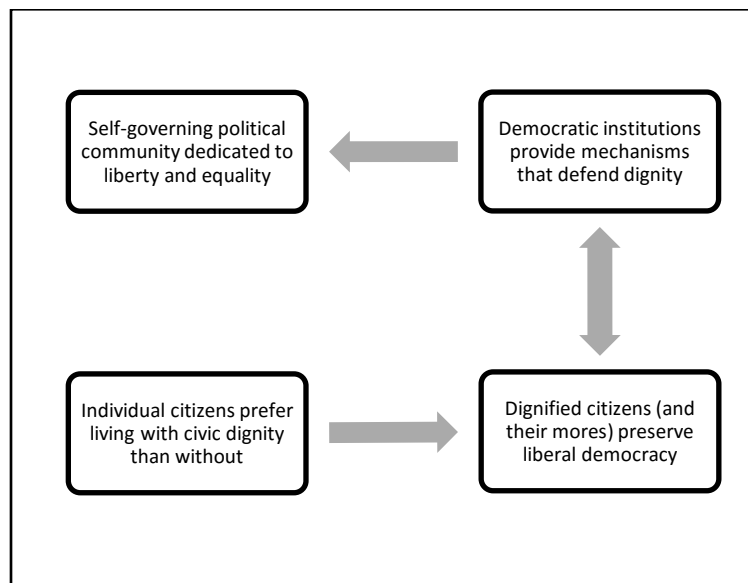 Self-governing political
community dedicated to
liberty and equality
Democratic institutions
provide mechanisms
that defend dignity
Individual citizens prefer
living with civic dignity
than without
Dignified citizens (and
their mores) preserve
liberal democracy